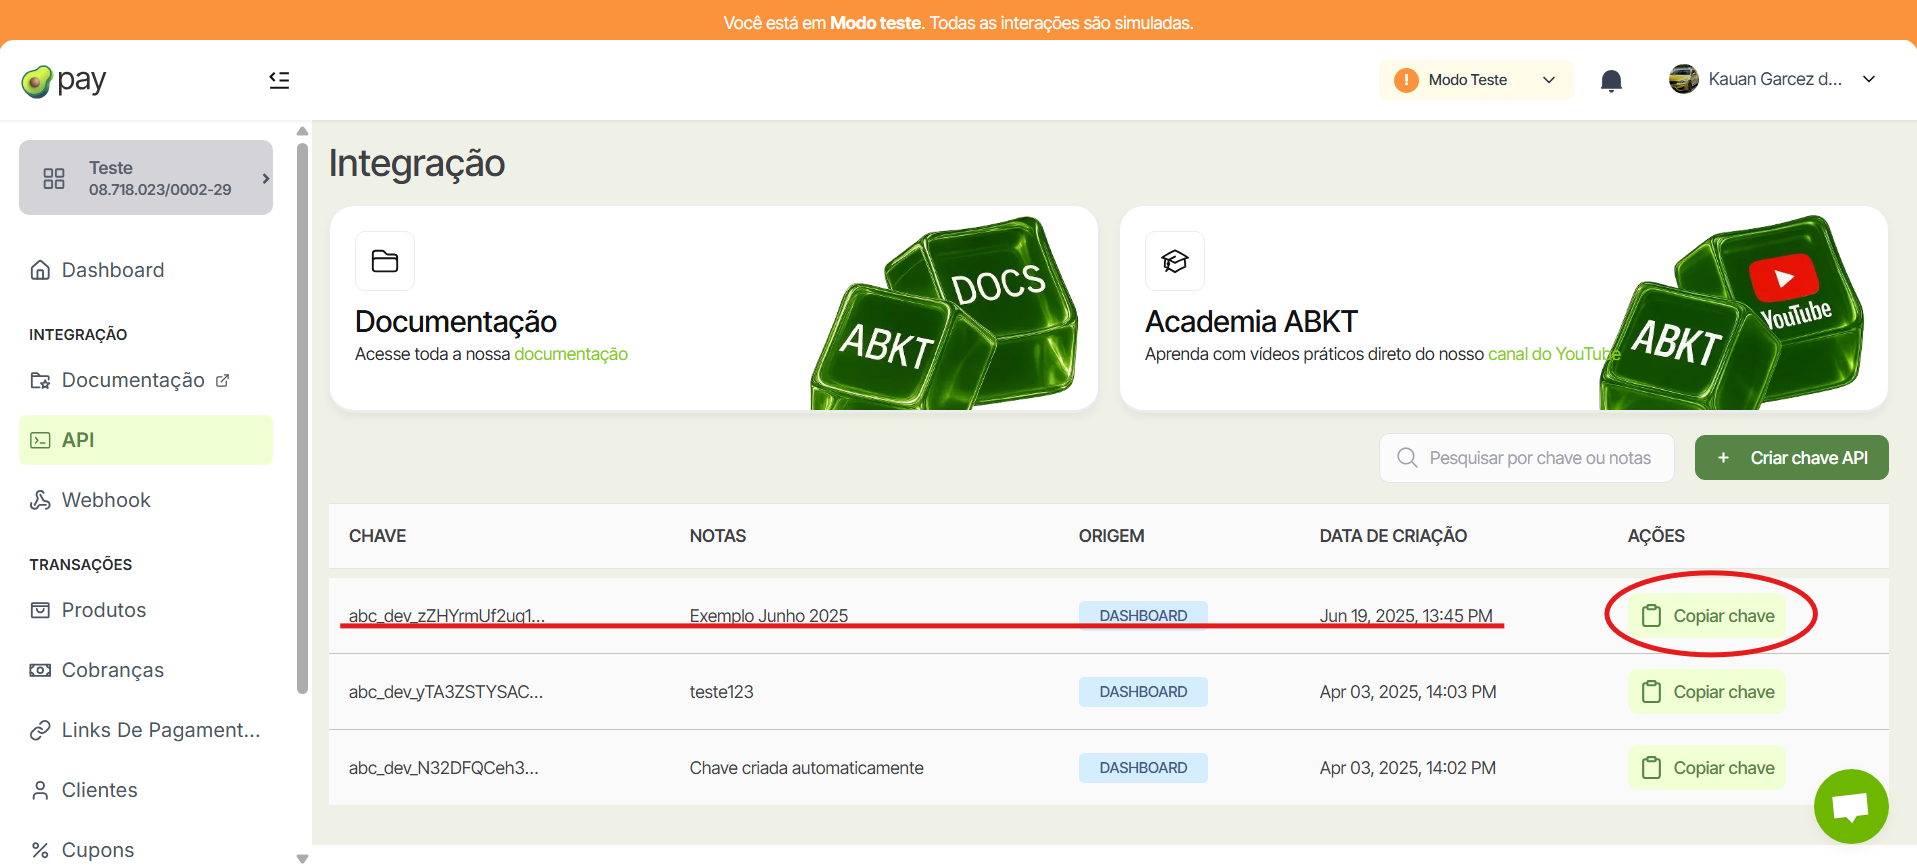 Você está em Modo teste. Todas as interações são simuladas.
pay
Modo Teste
Kauan Garcez d...
Teste
08.718.023/0002-29
Dashboard
INTEGRAÇÃO
Documentação
API
Webhook
TRANSAÇÕES
Produtos
Cobranças
Links De Pagament...
Clientes
Cupons
Integração
Documentação
Acesse toda a nossa documentação
ABKT
DOCS
Academia ABKT
Aprenda com vídeos práticos direto do nosso canal do YouTube
ABKT
YouTube
Pesquisar por chave ou notas
+ Criar chave API
CHAVE NOTAS ORIGEM DATA DE CRIAÇÃO AÇÕES
abc_dev_zZHYrmUf2uq1... Exemplo Junho 2025 DASHBOARD Jun 19, 2025, 13:45 PM Copiar chave
abc_dev_yTA3ZSTYSAC... teste123 DASHBOARD Apr 03, 2025, 14:03 PM Copiar chave
abc_dev_N32DFQCeh3... Chave criada automaticamente DASHBOARD Apr 03, 2025, 14:02 PM Copiar chave